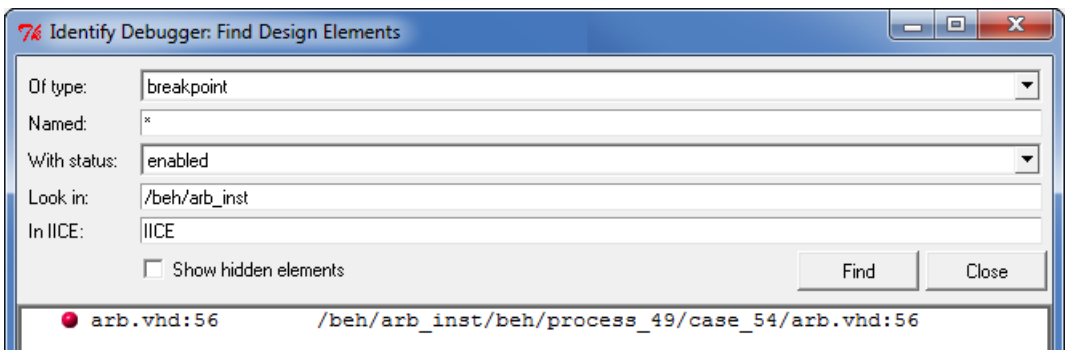 Identify Debugger: Find Design Elements
Of type: breakpoint
Named: *
With status: enabled
Look in: /beh/arb_inst
In IICE: IICE
Show hidden elements Find Close
arb.vhd:56 /beh/arb_inst/beh/process_49/case_54/arb.vhd:56